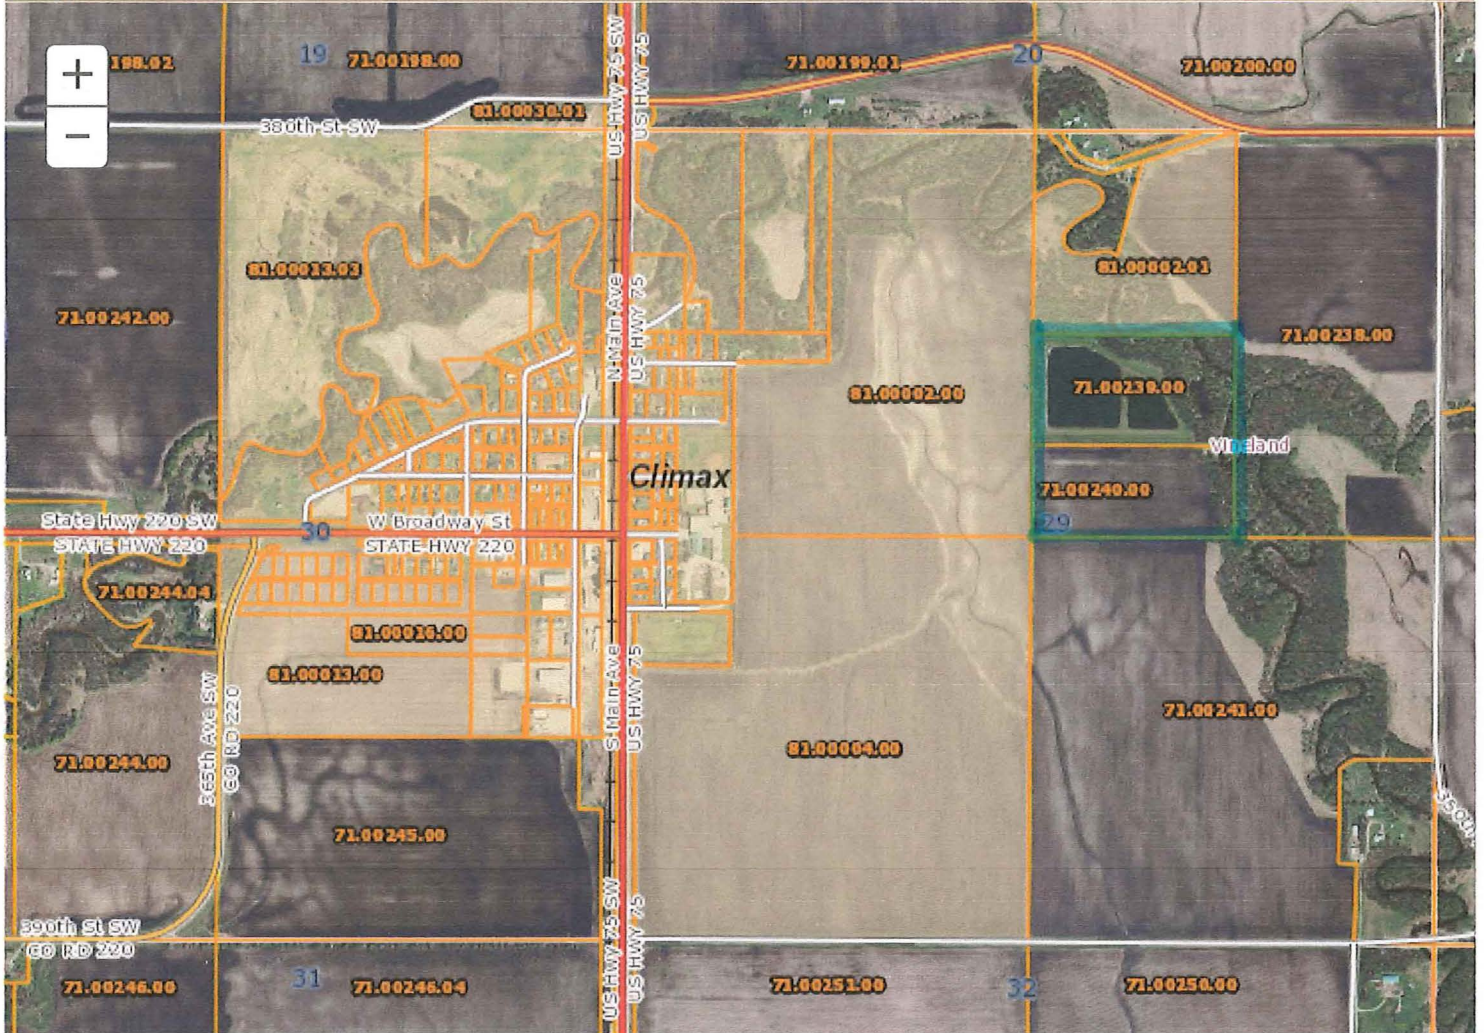 +
−
198.02
19
71.00198.00
US Hwy 75 SW
US HWY 75
71.00199.01
20
71.00200.00
380th St SW
81.00030.01
81.00013.03
81.00002.01
71.00242.00
N Main Ave
US HWY 75
71.00238.00
81.00002.00
71.00239.00
Vineland
Climax
71.00240.00
29
State Hwy 220 SW
STATE HWY 220
30
W Broadway St
STATE HWY 220
71.00244.04
81.00016.00
81.00013.00
71.00241.00
365th Ave SW
CO RD 220
S Main Ave
US HWY 75
71.00244.00
81.00004.00
71.00245.00
350th
390th St SW
CO RD 220
US Hwy 75 SW
US HWY 75
71.00246.00
31
71.00246.04
71.00251.00
32
71.00250.00